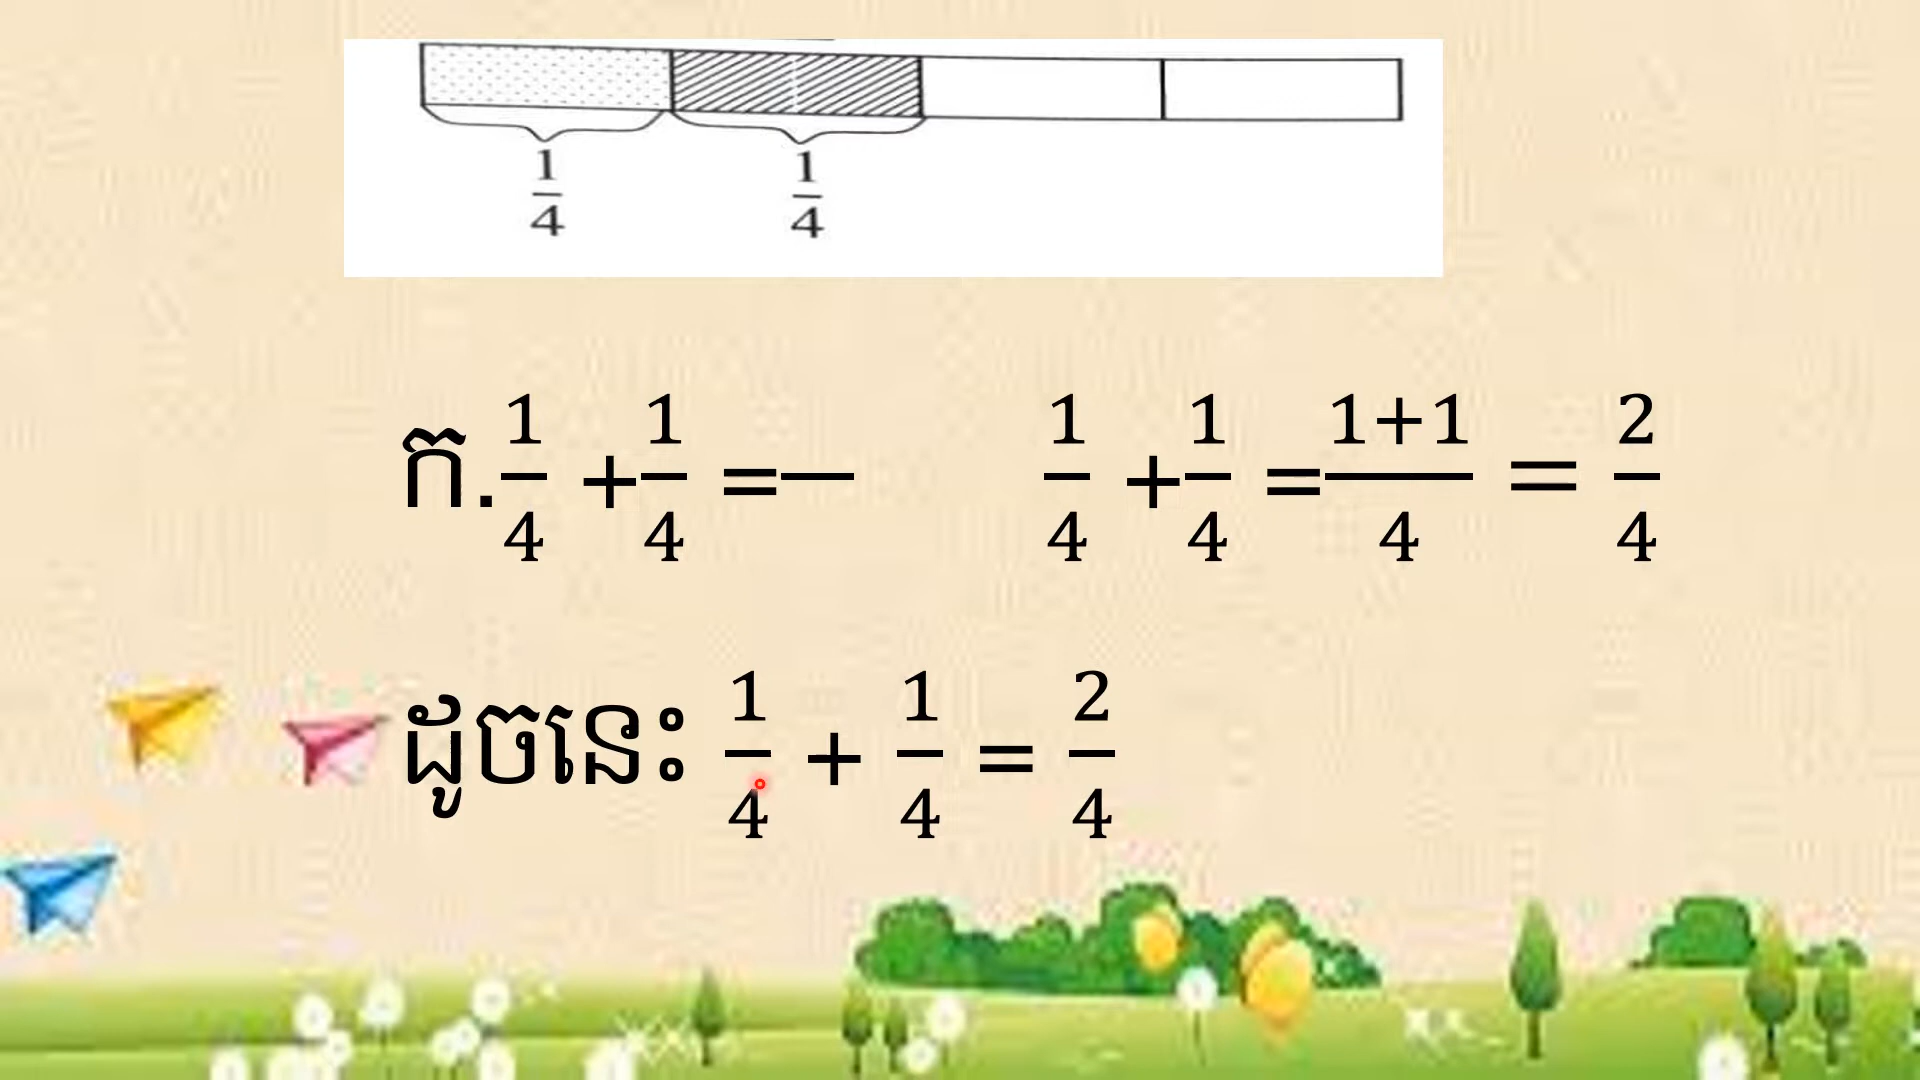 1/4 1/4
ក. 1/4 + 1/4 = — 1/4 + 1/4 = 1+1/4 = 2/4
ដូចនេះ 1/4 + 1/4 = 2/4